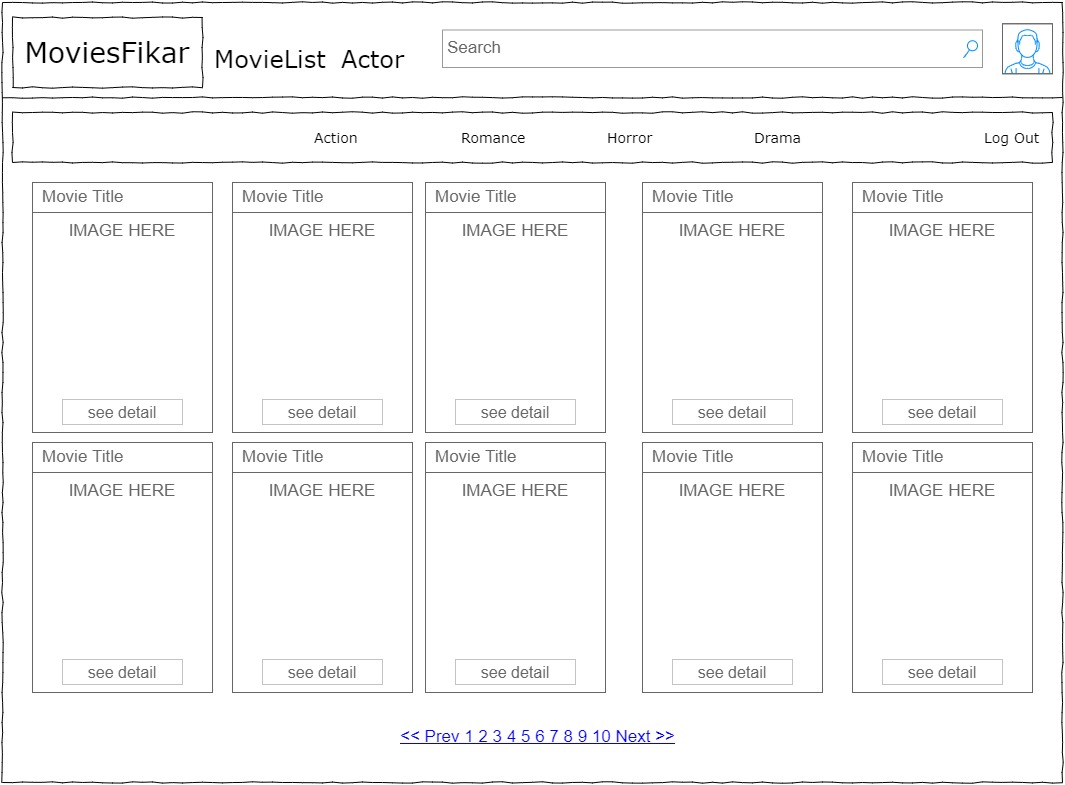 MoviesFikar MovieList Actor Search
Action Romance Horror Drama Log Out
Movie Title Movie Title Movie Title Movie Title Movie Title
IMAGE HERE IMAGE HERE IMAGE HERE IMAGE HERE IMAGE HERE
see detail see detail see detail see detail see detail
Movie Title Movie Title Movie Title Movie Title Movie Title
IMAGE HERE IMAGE HERE IMAGE HERE IMAGE HERE IMAGE HERE
see detail see detail see detail see detail see detail
<< Prev 1 2 3 4 5 6 7 8 9 10 Next >>